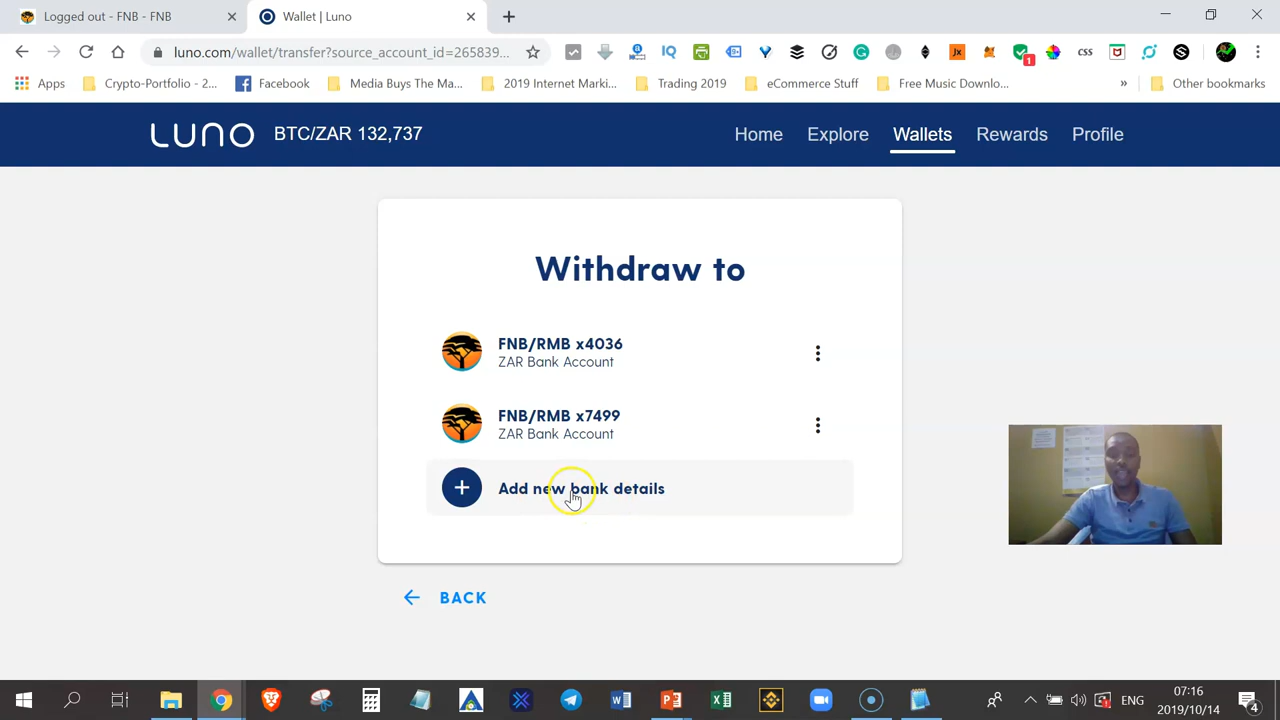 Logged out - FNB - FNB
Wallet | Luno
luno.com/wallet/transfer?source_account_id=265839...
Apps
Crypto-Portfolio - 2...
Facebook
Media Buys The Ma...
2019 Internet Marki...
Trading 2019
eCommerce Stuff
Free Music Downlo...
»
Other bookmarks
LUNO
BTC/ZAR 132,737
Home
Explore
Wallets
Rewards
Profile
Withdraw to
FNB/RMB x4036
ZAR Bank Account
FNB/RMB x7499
ZAR Bank Account
Add new bank details
BACK
ENG
07:16
2019/10/14
4